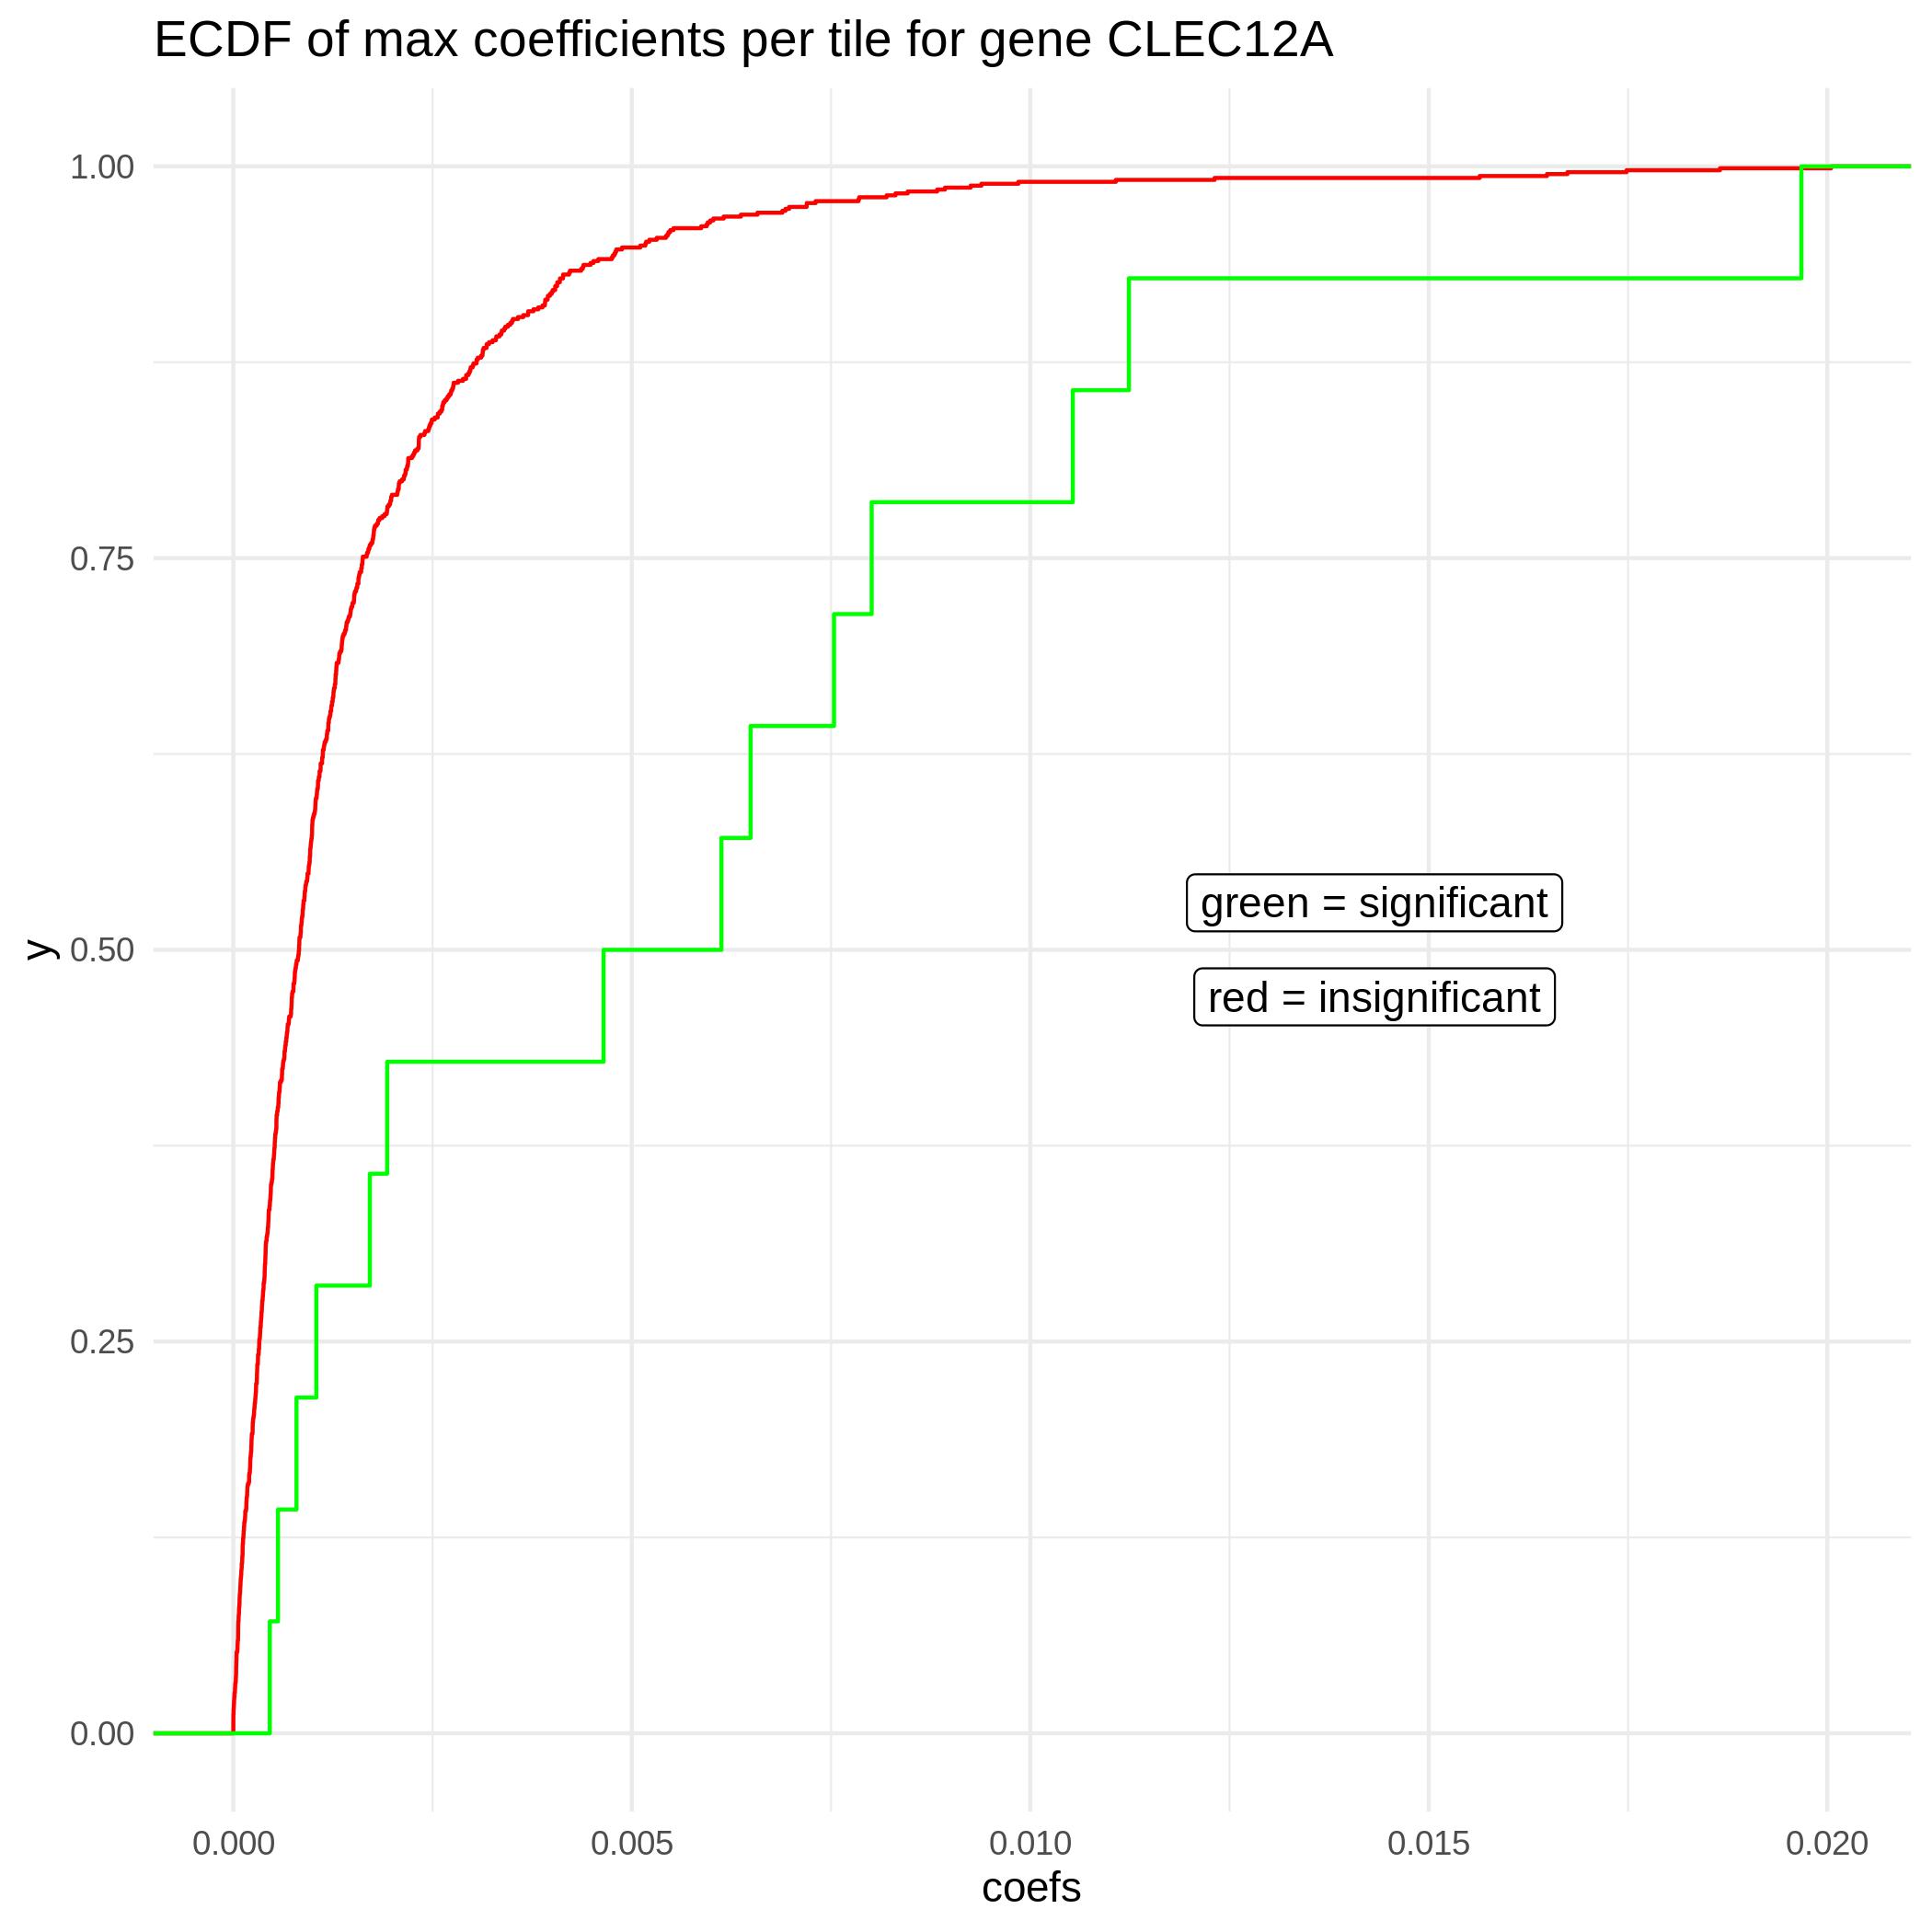 ECDF of max coefficients per tile for gene CLEC12A
1.00
0.75
0.50
0.25
0.00
y
green = significant
red = insignificant
0.000 0.005 0.010 0.015 0.020
coefs